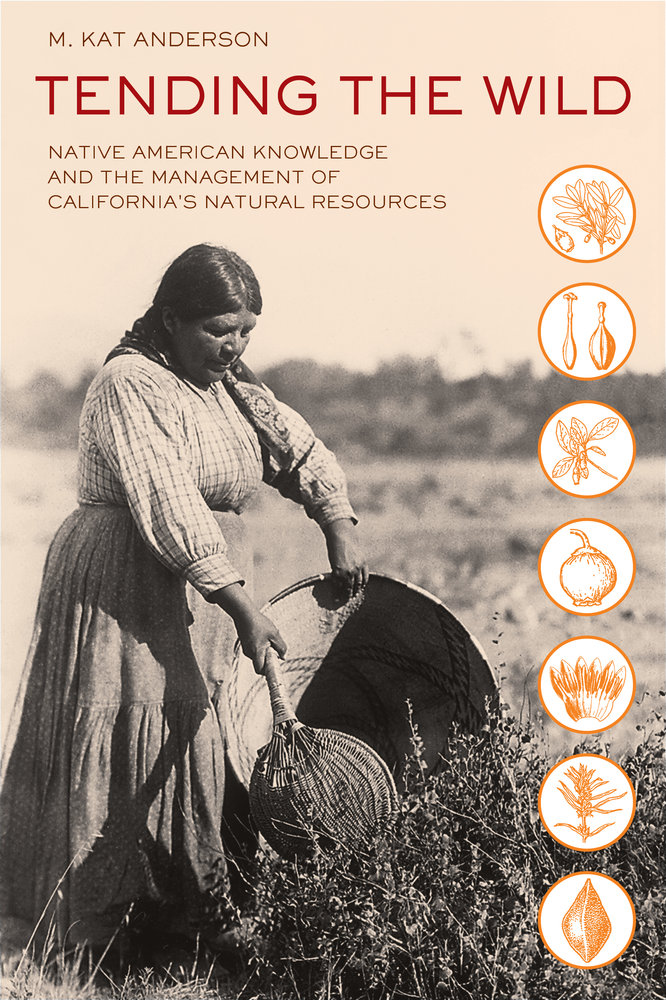 M. KAT ANDERSON
TENDING THE WILD
NATIVE AMERICAN KNOWLEDGE
AND THE MANAGEMENT OF
CALIFORNIA'S NATURAL RESOURCES